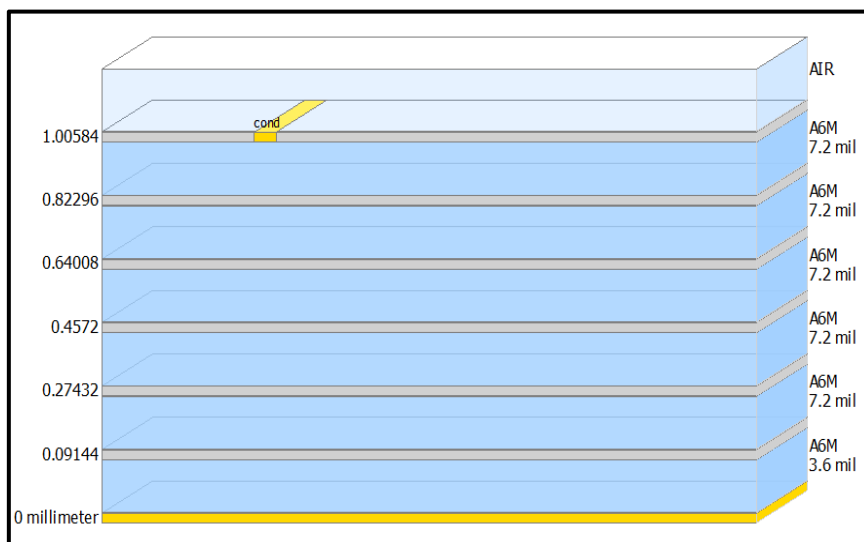 AIR
cond
1.00584
A6M
7.2 mil
0.82296
A6M
7.2 mil
0.64008
A6M
7.2 mil
0.4572
A6M
7.2 mil
0.27432
A6M
7.2 mil
0.09144
A6M
3.6 mil
0 millimeter